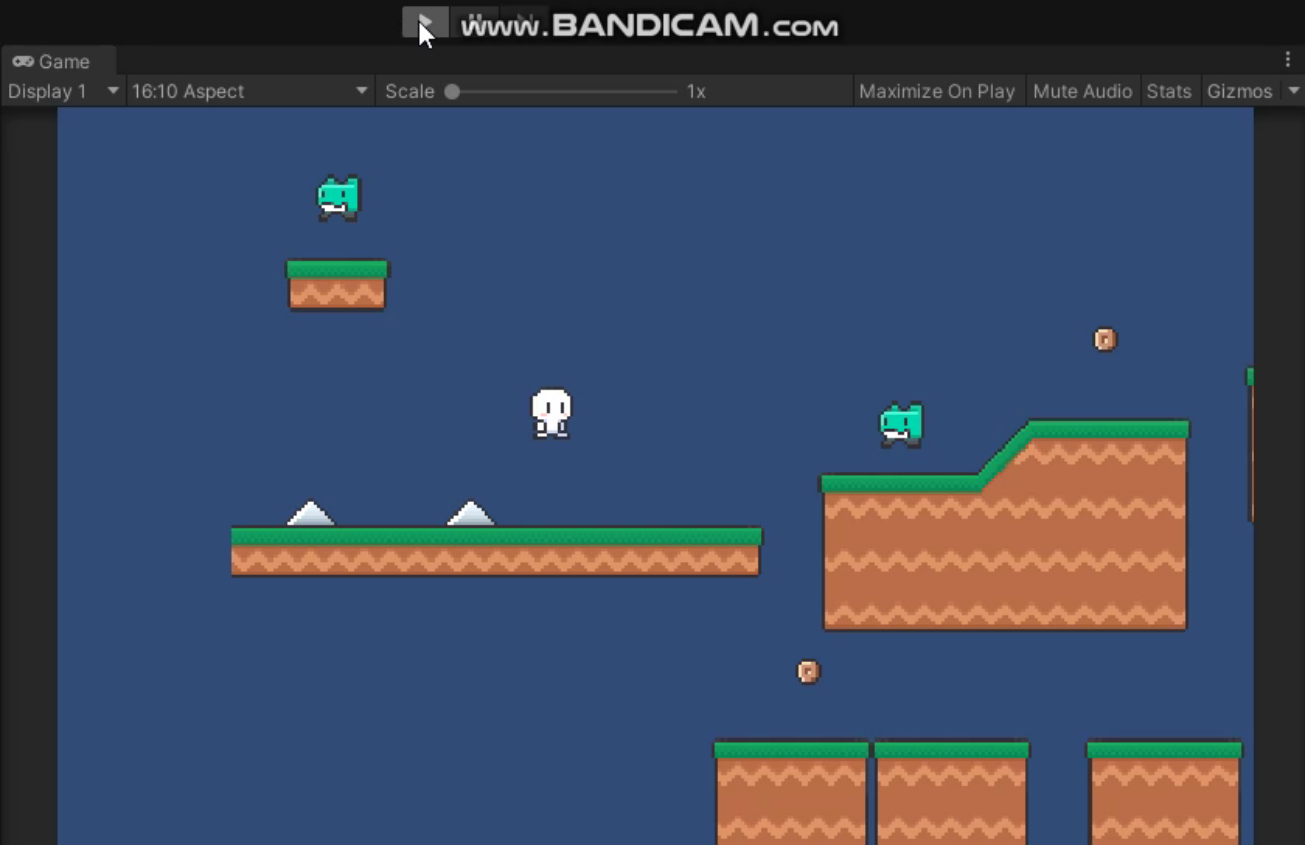 www.BANDICAM.COM
Game
Display 1 16:10 Aspect Scale 1x Maximize On Play Mute Audio Stats Gizmos